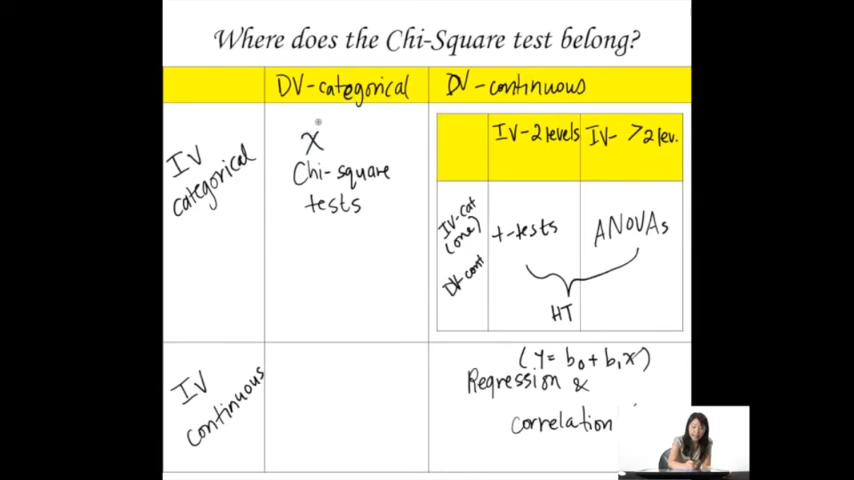 Where does the Chi-Square test belong?
DV-categorical
DV-continuous
IV
categorical
χ
Chi-square
tests
IV-2 levels
IV- >2 lev.
IV-cat
(one)
DV-cont
t-tests
ANOVAs
HT
IV
continuous
(Y= b₀ + b₁x)
Regression &
correlation